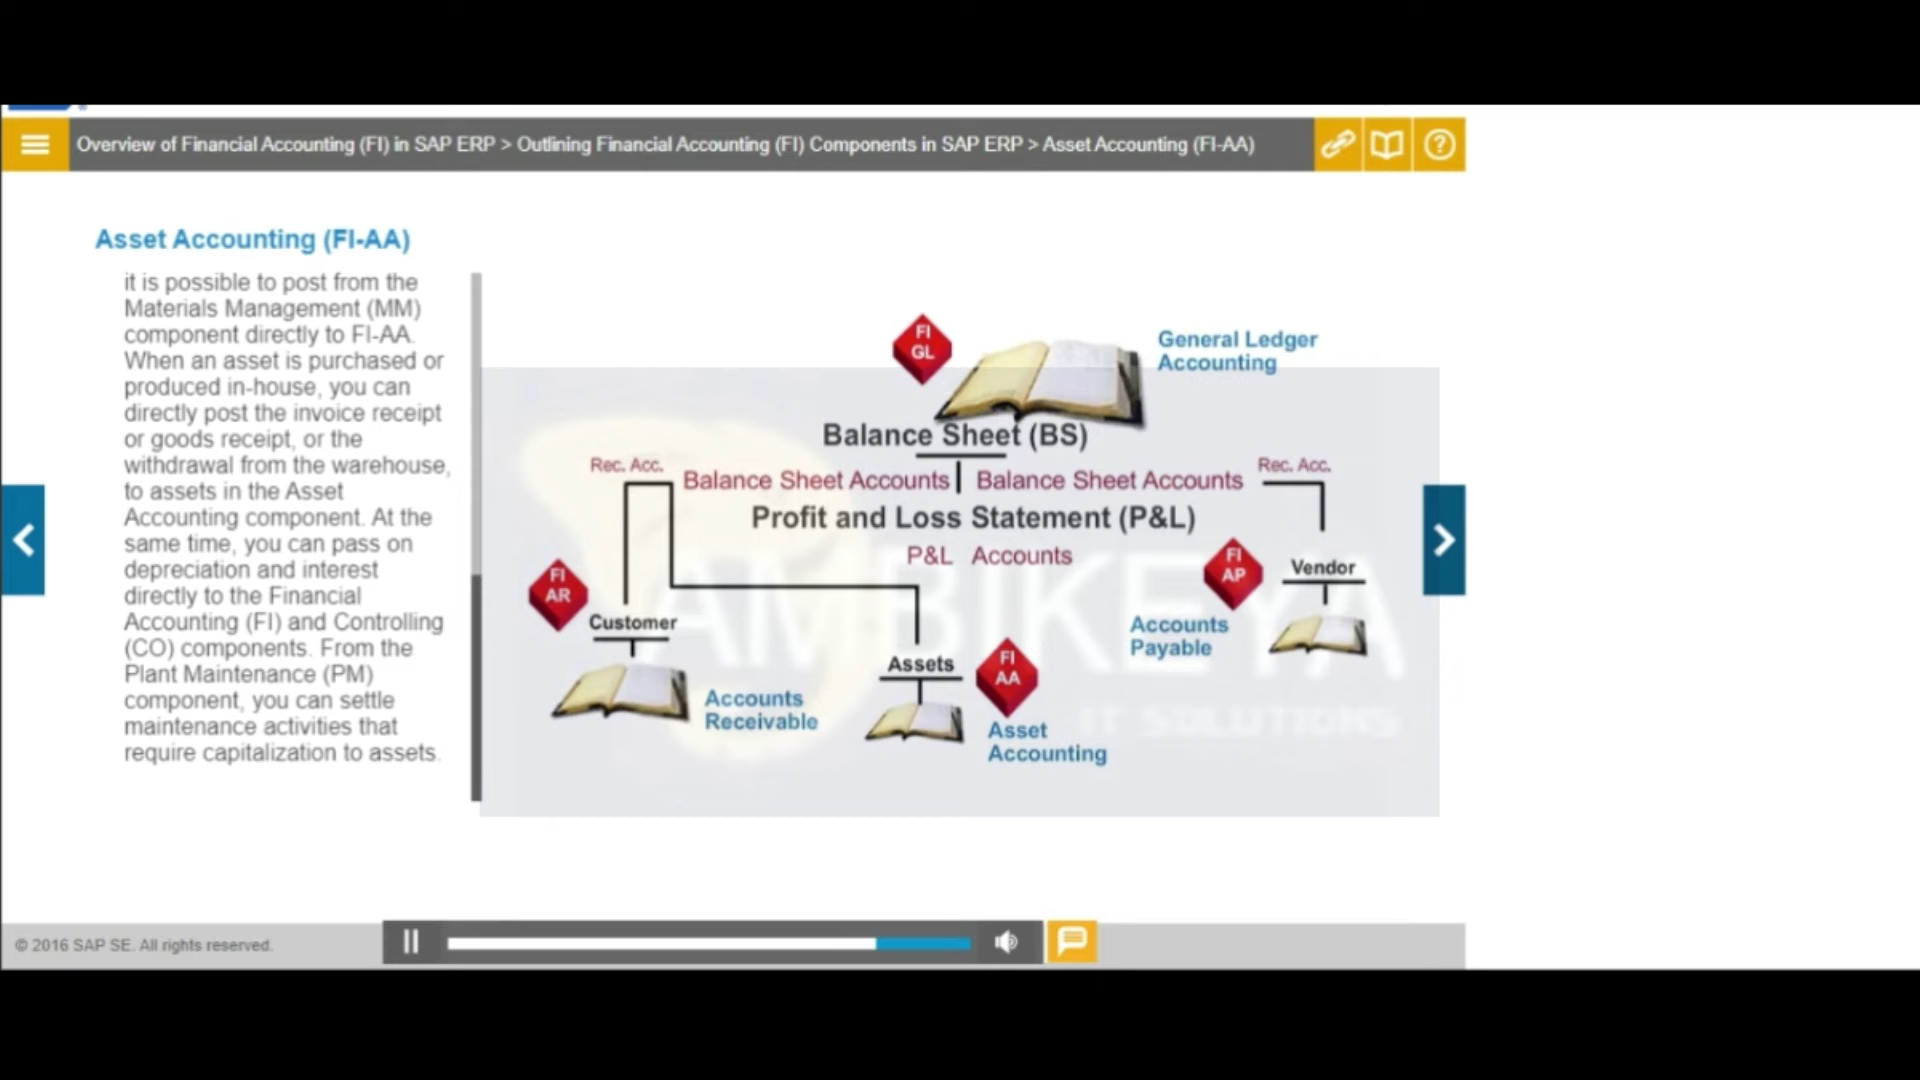 Overview of Financial Accounting (FI) in SAP ERP > Outlining Financial Accounting (FI) Components in SAP ERP > Asset Accounting (FI-AA)
Asset Accounting (FI-AA)
it is possible to post from the
Materials Management (MM)
component directly to FI-AA.
When an asset is purchased or
produced in-house, you can
directly post the invoice receipt
or goods receipt, or the
withdrawal from the warehouse,
to assets in the Asset
Accounting component. At the
same time, you can pass on
depreciation and interest
directly to the Financial
Accounting (FI) and Controlling
(CO) components. From the
Plant Maintenance (PM)
component, you can settle
maintenance activities that
require capitalization to assets.
FI
GL
General Ledger
Accounting
Balance Sheet (BS)
Rec. Acc.
Balance Sheet Accounts
Balance Sheet Accounts
Rec. Acc.
Profit and Loss Statement (P&L)
P&L Accounts
FI
AR
Customer
Accounts
Receivable
Assets
FI
AA
Asset
Accounting
FI
AP
Vendor
Accounts
Payable
AMBIKEYA
IT SOLUTIONS
© 2016 SAP SE. All rights reserved.